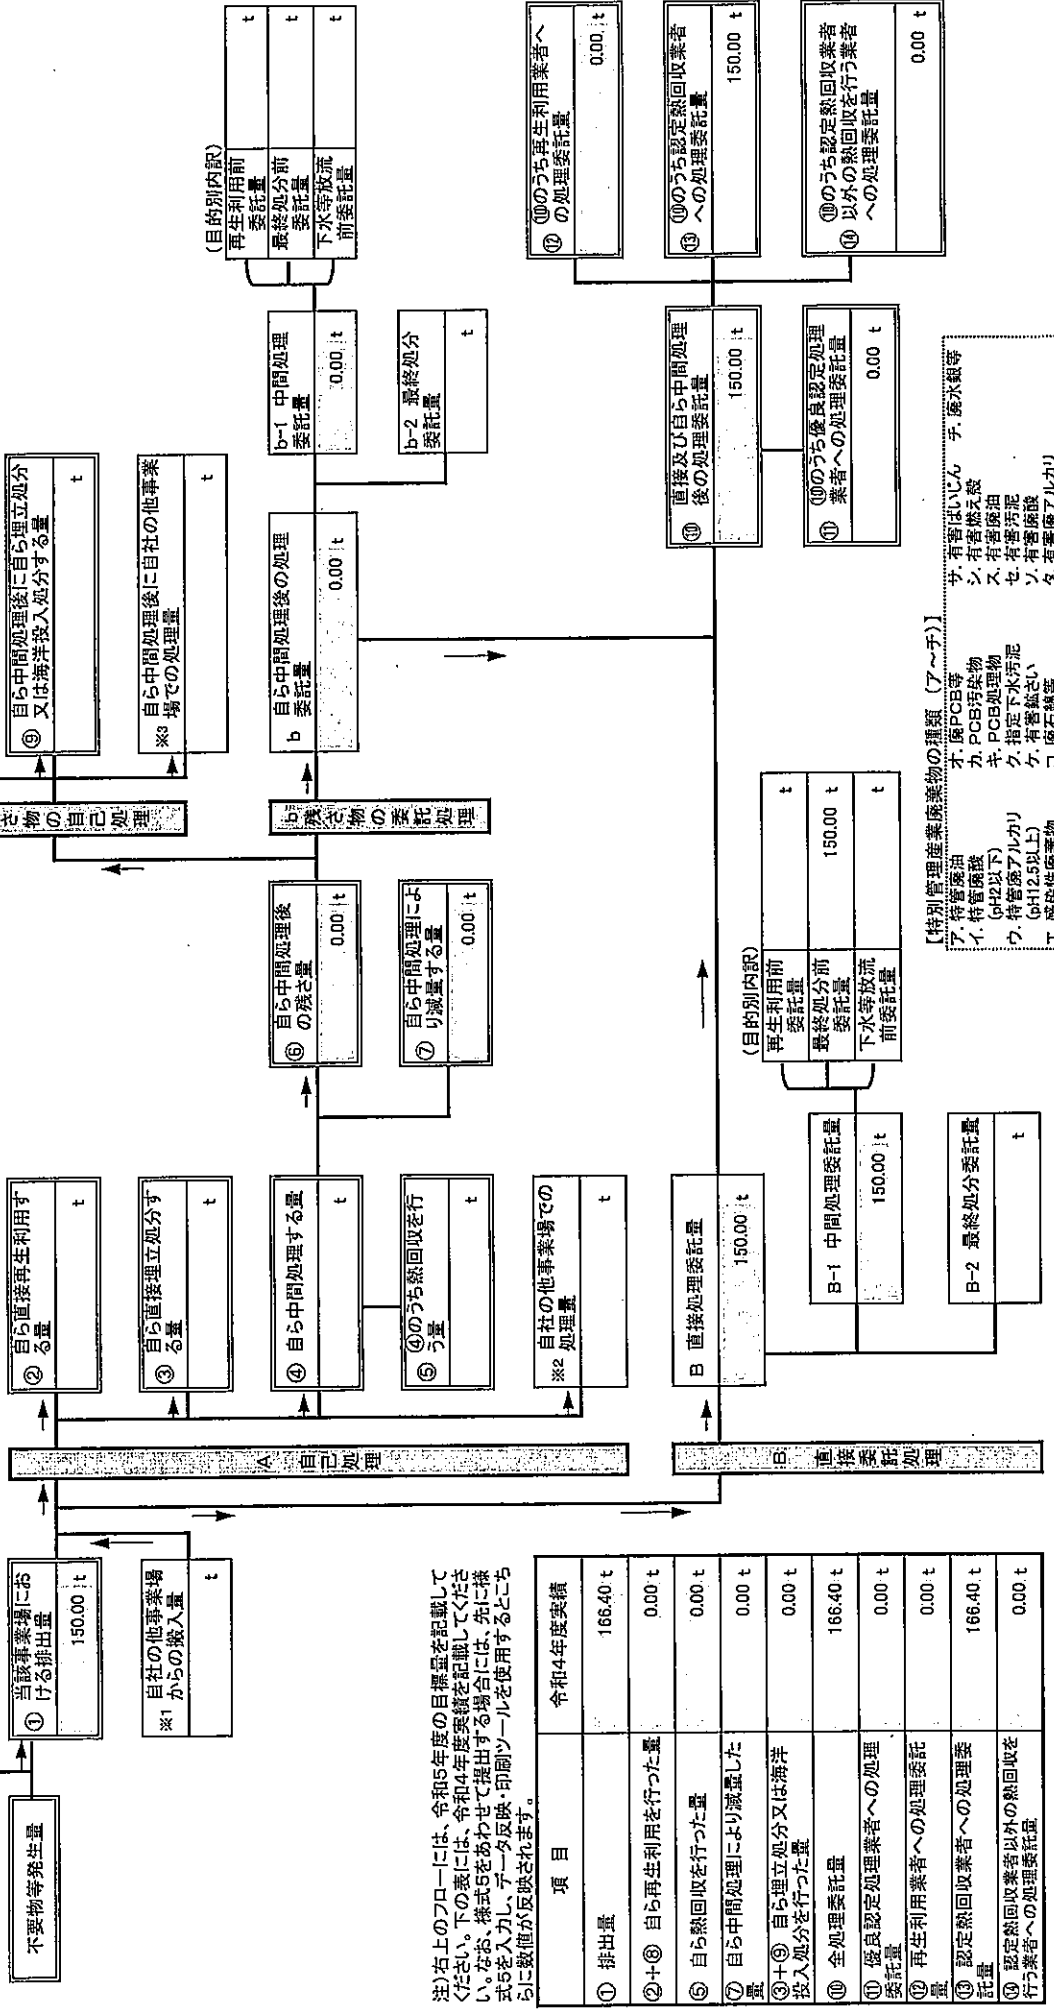 不要物等発生量
① 当該事業場にお
ける排出量
150.00 t
※1 自社の他事業場
からの搬入量
t
A 自己処理
② 自ら直接再生利用す
る量
t
③ 自ら直接埋立処分す
る量
t
④ 自ら中間処理する量
t
⑤ ④のうち熱回収を行
う量
t
※2 自社の他事業場での
処理量
t
⑥ 自ら中間処理後
の残さ量
0.00 t
⑦ 自ら中間処理によ
り減量する量
0.00 t
さ物の自己処理
⑨ 自ら中間処理後に自ら埋立処分
又は海洋投入処分する量
t
※3 自ら中間処理後に自社の他事業
場での処理量
t
b 残さ物の委託処理
b 自ら中間処理後の処理
委託量
0.00 t
b-1 中間処理
委託量
0.00 t
b-2 最終処分
委託量
t
(目的別内訳)
再生利用前
委託量
t
最終処分前
委託量
t
下水等放流
前委託量
t
B 直接委託処理
B 直接処理委託量
150.00 t
B-1 中間処理委託量
150.00 t
B-2 最終処分委託量
t
(目的別内訳)
再生利用前
委託量
t
最終処分前
委託量
150.00 t
下水等放流
前委託量
t
⑩ 直接及び自ら中間処理
後の処理委託量
150.00 t
⑪ ⑩のうち優良認定処理
業者への処理委託量
0.00 t
⑫ ⑩のうち再生利用業者へ
の処理委託量
0.00 t
⑬ ⑩のうち認定熱回収業者
への処理委託量
150.00 t
⑭ ⑩のうち認定熱回収業者
以外の熱回収を行う業者
への処理委託量
0.00 t
注)右上のフローには、令和5年度の目標量を記載して
ください。下の表には、令和4年度実績を記載してくださ
い。なお、様式5をあわせて提出する場合には、先に様
式5を入力し、データ反映・印刷ツールを使用するとこち
らに数値が反映されます。
項 目 令和4年度実績
① 排出量 166.40 t
②+⑧ 自ら再生利用を行った量 0.00 t
⑤ 自ら熱回収を行った量 0.00 t
⑦ 自ら中間処理により減量した
量 0.00 t
③+⑨ 自ら埋立処分又は海洋
投入処分を行った量 0.00 t
⑩ 全処理委託量 166.40 t
⑪ 優良認定処理業者への処理
委託量 0.00 t
⑫ 再生利用業者への処理委託
量 0.00 t
⑬ 認定熱回収業者への処理委
託量 166.40 t
⑭ 認定熱回収業者以外の熱回収を
行う業者への処理委託量 0.00 t
【特別管理産業廃棄物の種類(ア～チ)】
ア. 特管廃油
イ. 特管廃酸
(pH2以下)
ウ. 特管廃アルカリ
(pH12.5以上)
エ. 感染性廃棄物
オ. 廃PCB等
カ. PCB汚染物
キ. PCB処理物
ク. 指定下水汚泥
ケ. 有害鉱さい
コ. 廃石綿等
サ. 有害ばいじん
シ. 有害燃え殻
ス. 有害廃油
セ. 有害汚泥
ソ. 有害廃酸
タ. 有害廃アルカリ
チ. 廃水銀等